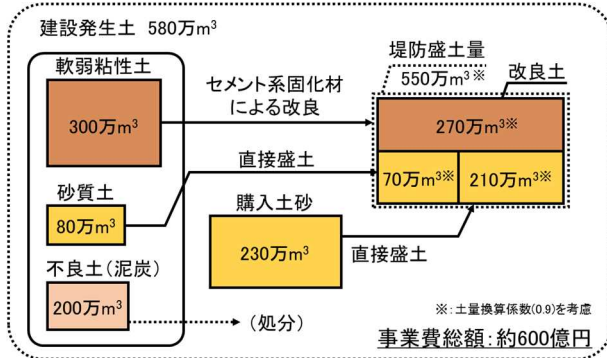 建設発生土 580万m³
軟弱粘性土
300万m³
砂質土
80万m³
不良土(泥炭)
200万m³
セメント系固化材
による改良
直接盛土
購入土砂
230万m³
直接盛土
(処分)
堤防盛土量
550万m³※
改良土
270万m³※
70万m³※
210万m³※
※:土量換算係数(0.9)を考慮
事業費総額:約600億円